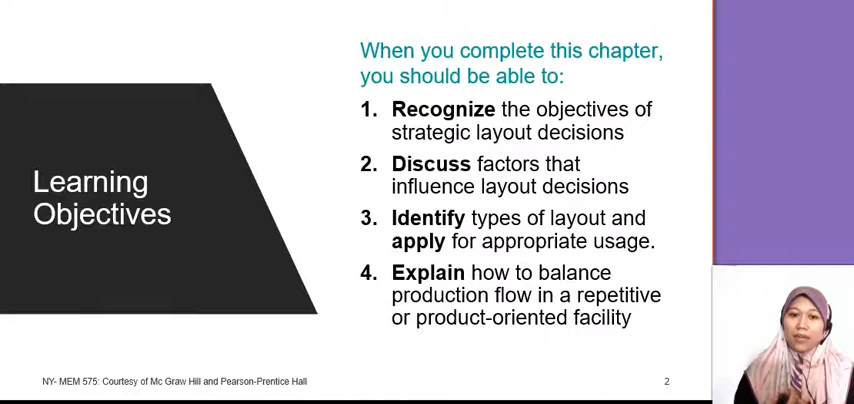 When you complete this chapter,
you should be able to:
1. Recognize the objectives of
strategic layout decisions
2. Discuss factors that
influence layout decisions
3. Identify types of layout and
apply for appropriate usage.
4. Explain how to balance
production flow in a repetitive
or product-oriented facility
Learning
Objectives
NY- MEM 575: Courtesy of Mc Graw Hill and Pearson-Prentice Hall
2